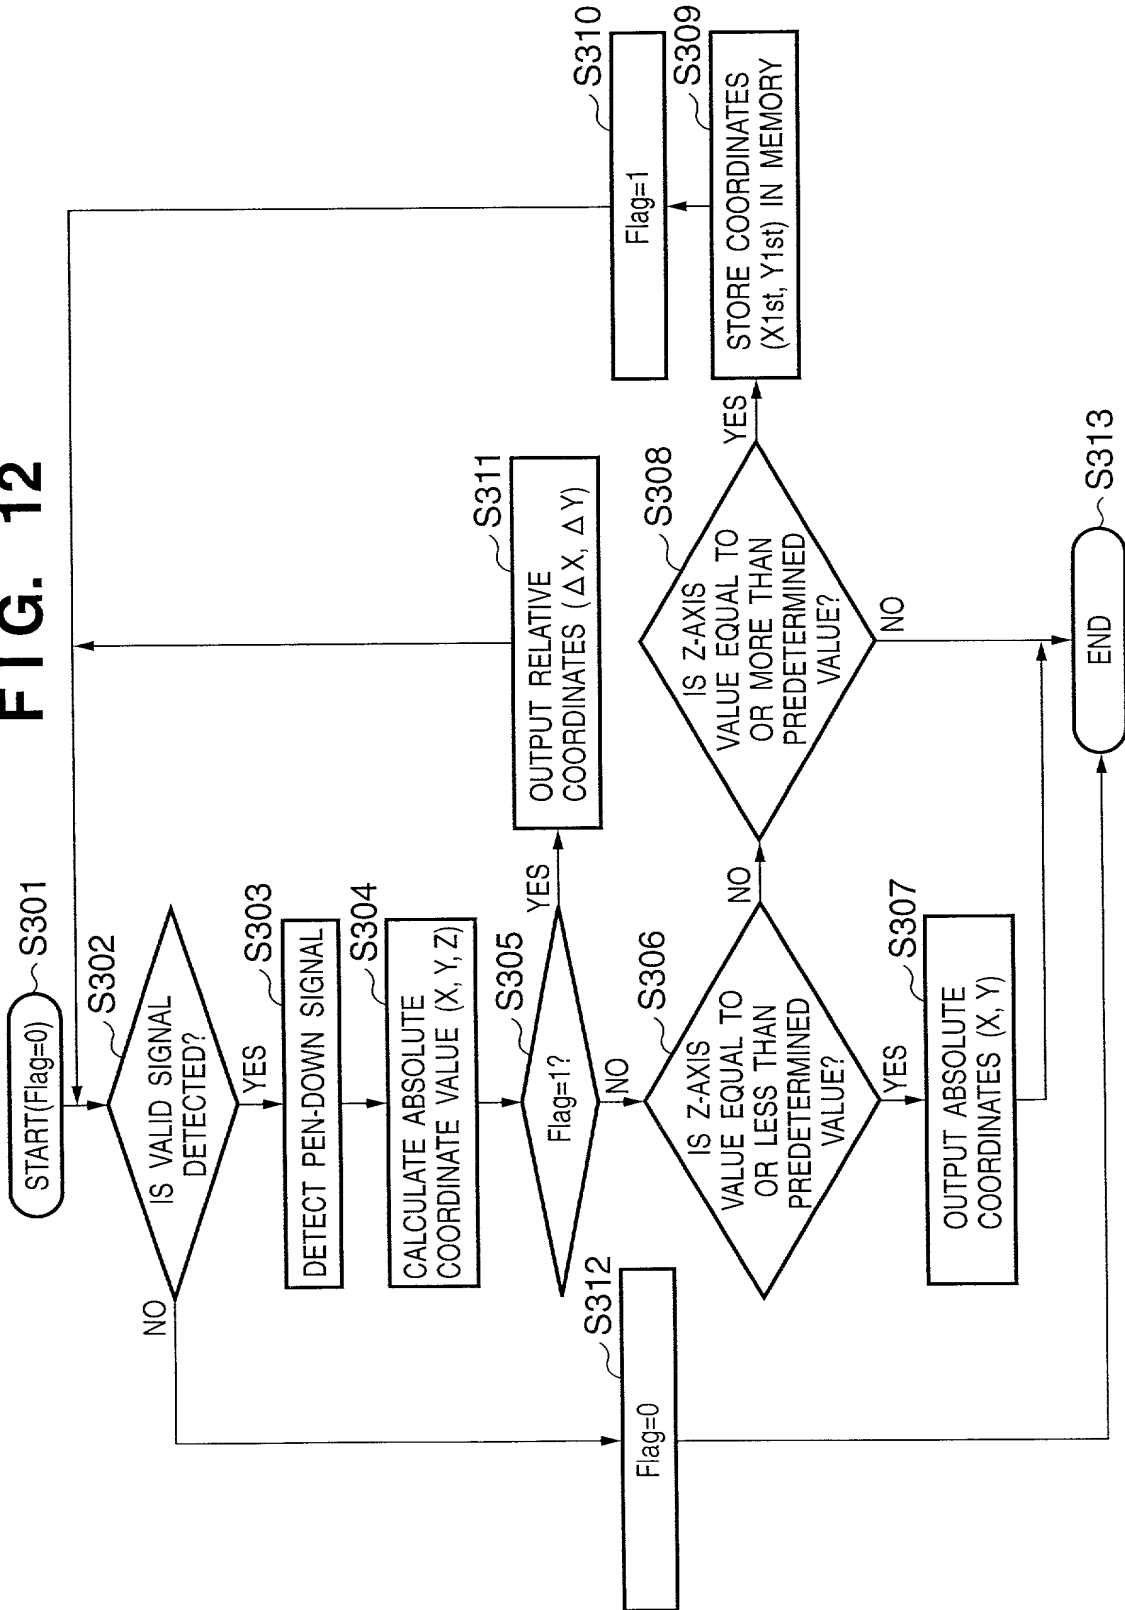 FIG. 12
START(Flag=0)
S301
S302
IS VALID SIGNAL
DETECTED?
NO
YES
S303
DETECT PEN-DOWN SIGNAL
S304
CALCULATE ABSOLUTE
COORDINATE VALUE (X, Y, Z)
S305
Flag=1?
YES
NO
S311
OUTPUT RELATIVE
COORDINATES (△X, △Y)
S306
IS Z-AXIS
VALUE EQUAL TO
OR LESS THAN
PREDETERMINED
VALUE?
NO
YES
S307
OUTPUT ABSOLUTE
COORDINATES (X, Y)
S308
IS Z-AXIS
VALUE EQUAL TO
OR MORE THAN
PREDETERMINED
VALUE?
YES
NO
S309
STORE COORDINATES
(X1st, Y1st) IN MEMORY
S310
Flag=1
S312
Flag=0
S313
END